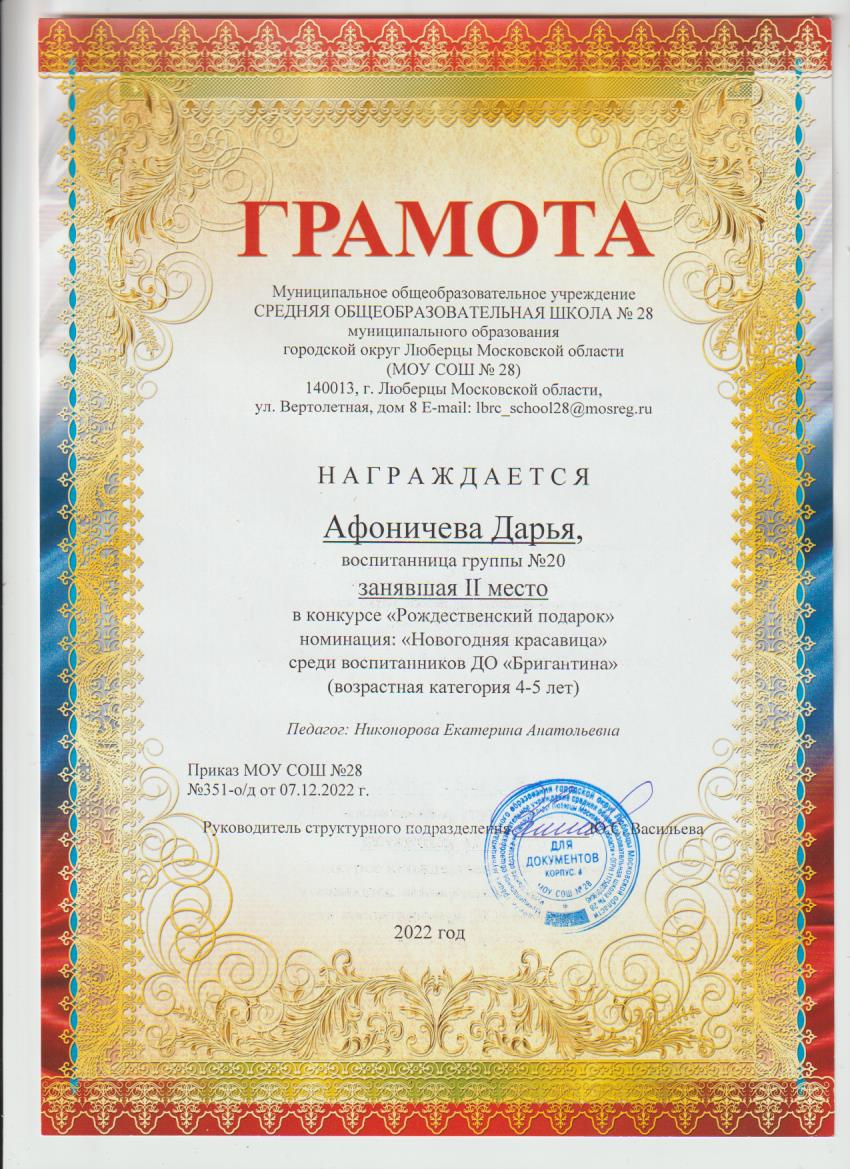 ГРАМОТА
Муниципальное общеобразовательное учреждение
СРЕДНЯЯ ОБЩЕОБРАЗОВАТЕЛЬНАЯ ШКОЛА № 28
муниципального образования
городской округ Люберцы Московской области
(МОУ СОШ № 28)
140013, г. Люберцы Московской области,
ул. Вертолетная, дом 8 E-mail: lbrc_school28@mosreg.ru
НАГРАЖДАЕТСЯ
Афоничева Дарья,
воспитанница группы №20
занявшая II место
в конкурсе «Рождественский подарок»
номинация: «Новогодняя красавица»
среди воспитанников ДО «Бригантина»
(возрастная категория 4-5 лет)
Педагог: Никонорова Екатерина Анатольевна
Приказ МОУ СОШ №28
№351-о/д от 07.12.2022 г.
Руководитель структурного подразделения Ю.С. Васильева
ДЛЯ
ДОКУМЕНТОВ
КОРПУС. 4
МОУ СОШ № 28
2022 год